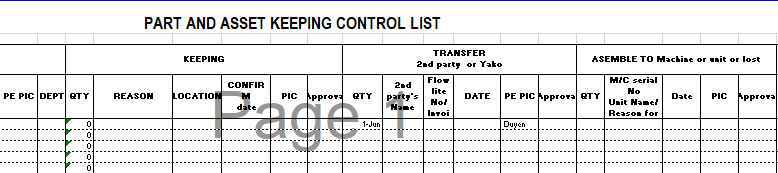 PART AND ASSET KEEPING CONTROL LIST
KEEPING
TRANSFER
2nd party or Yako
ASEMBLE TO Machine or unit or lost
PE PIC DEPT QTY REASON LOCATION CONFIR
M
date PIC Approva QTY 2nd
party's
Name Flow
lite
No/
Invoi DATE PE PIC Approva QTY M/C serial
No
Unit Name/
Reason for Date PIC Approva
0 1-Jun Duyen
0
0
0
0
Page 1